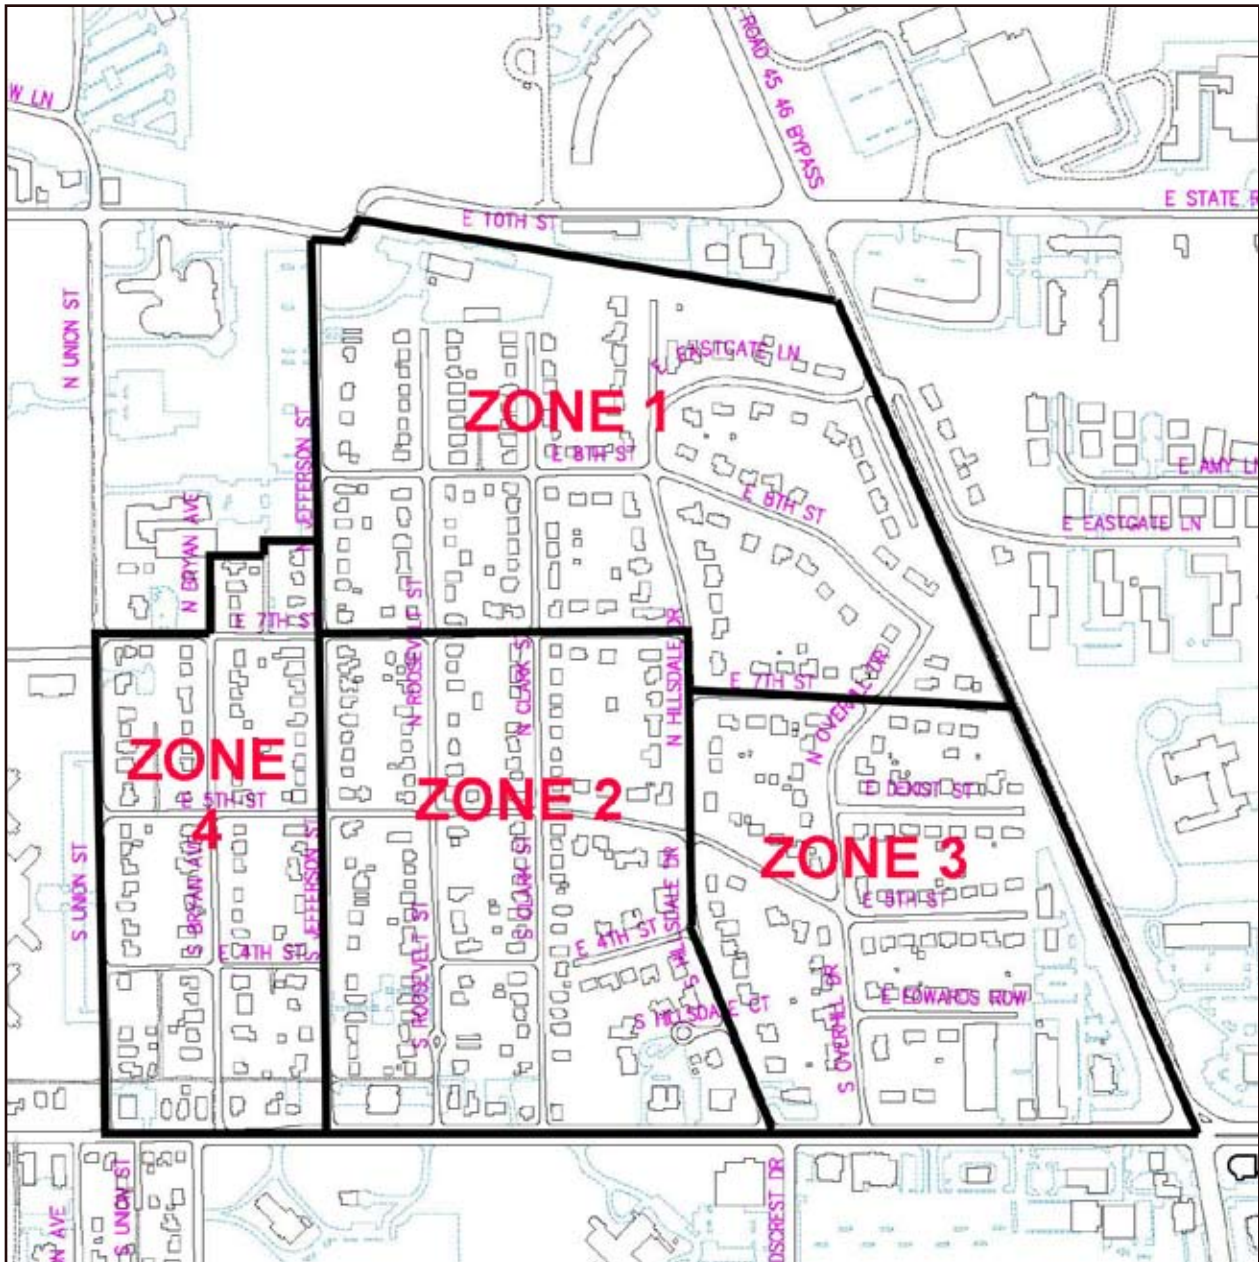 W LN
ROAD 45 46 BYPASS
E STATE R
E 10TH ST
N UNION ST
E EASTGATE LN
ZONE 1
N JEFFERSON ST
E 8TH ST
E AMY LN
N BRYAN AVE
E 8TH ST
E EASTGATE LN
E 7TH ST
N ROOSEVELT ST
N CLARK S
N HILLSDALE DR
E 7TH ST
N OVERHILL DR
ZONE
4
E 5TH ST
ZONE 2
ZONE 3
S UNION ST
S BRYAN AV
S JEFFERSON ST
S CLARK ST
S HILLSDALE DR
E 5TH ST
E 4TH ST
S ROOSEVELT ST
E 4TH ST
S OVERHILL DR
E EDWARDS ROW
S HILLSDALE CT
S UNION ST
ON AVE
DSCREST DR